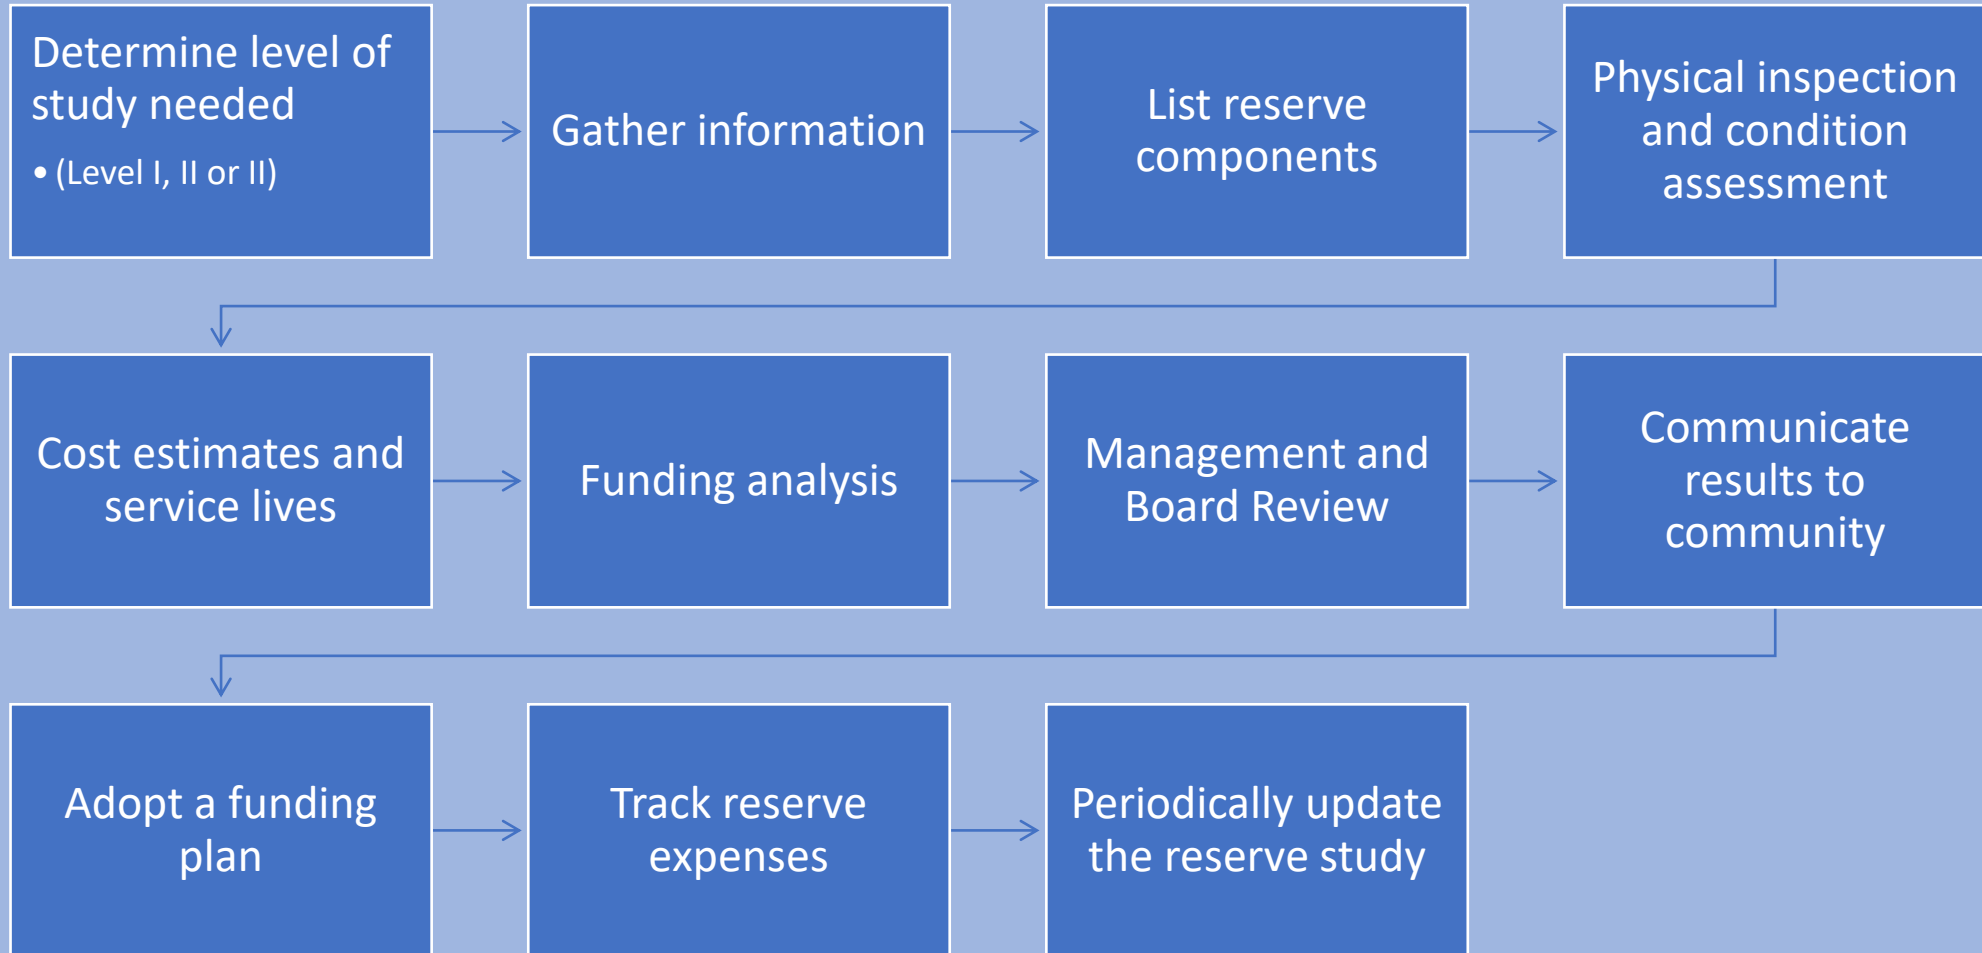 Determine level of
study needed
• (Level I, II or II)
Gather information
List reserve
components
Physical inspection
and condition
assessment
Cost estimates and
service lives
Funding analysis
Management and
Board Review
Communicate
results to
community
Adopt a funding
plan
Track reserve
expenses
Periodically update
the reserve study